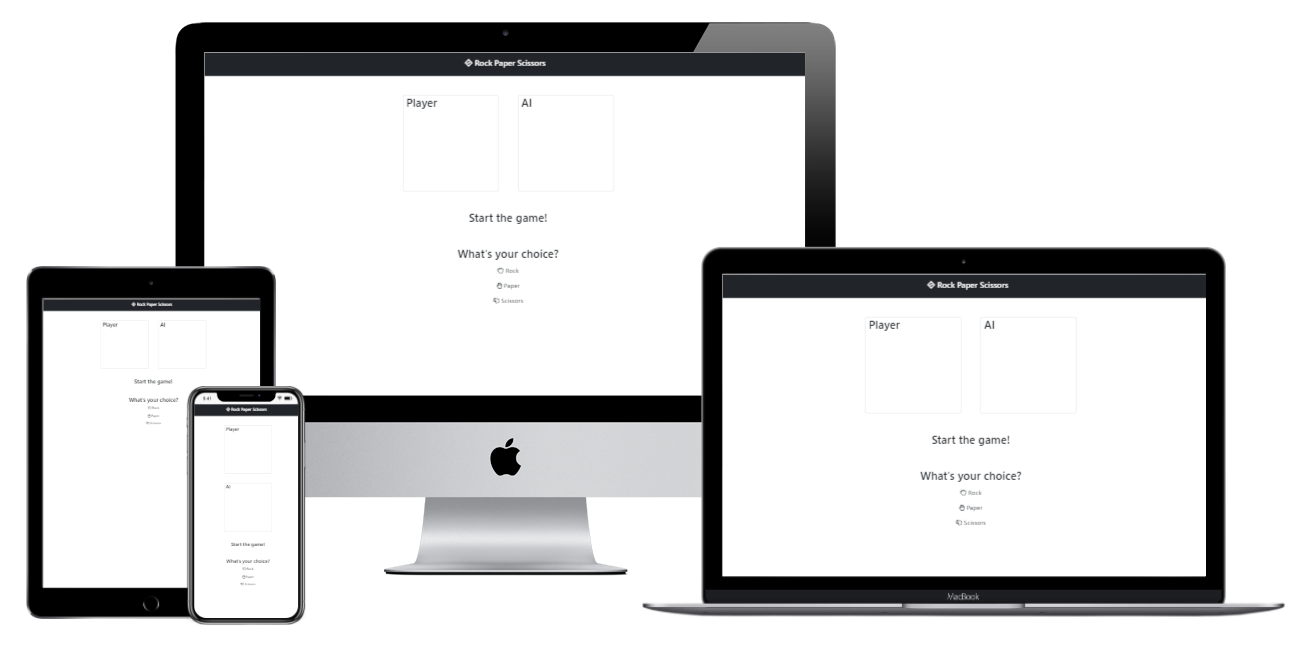 Rock Paper Scissors
Player
AI
Start the game!
What's your choice?
Rock
Paper
Scissors
Rock Paper Scissors
Player
AI
Start the game!
What's your choice?
Rock
Paper
Scissors
MacBook
Rock Paper Scissors
Player
AI
Start the game!
What's your choice?
Rock
Paper
Scissors
9:41
Rock Paper Scissors
Player
AI
Start the game!
What's your choice?
Rock
Paper
Scissors